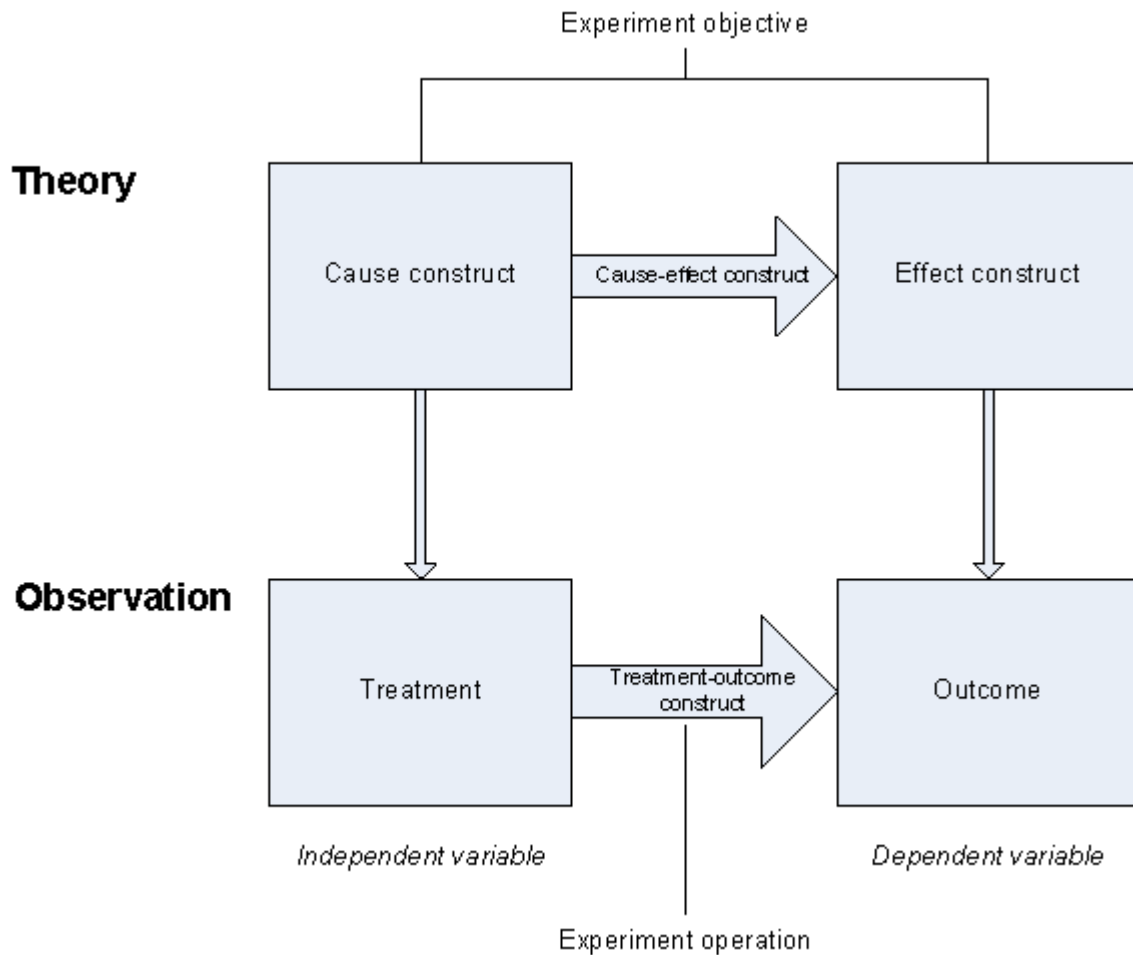 Experiment objective
Theory
Cause construct
Cause-effect construct
Effect construct
Observation
Treatment
Treatment-outcome
construct
Outcome
Independent variable
Dependent variable
Experiment operation